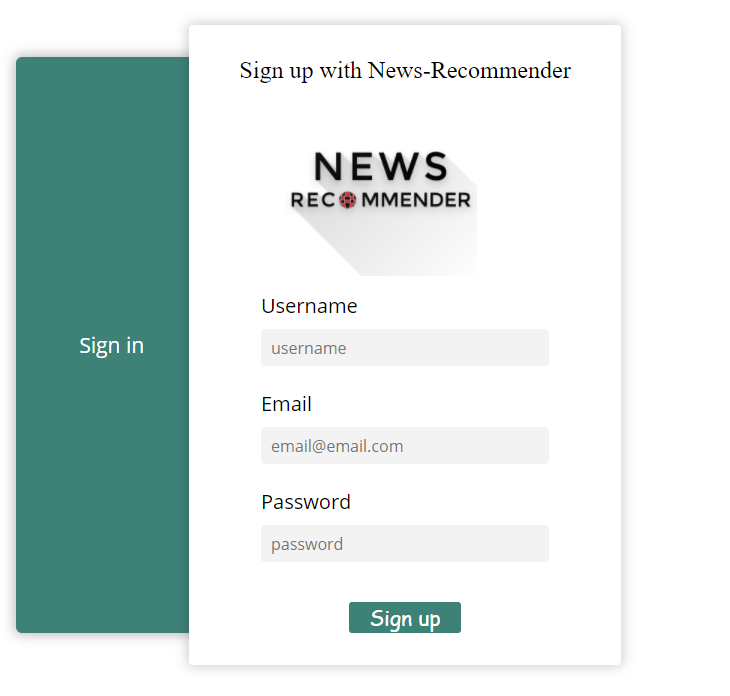 Sign up with News-Recommender
NEWS
RECOMMENDER
Username
username
Sign in
Email
email@email.com
Password
password
Sign up